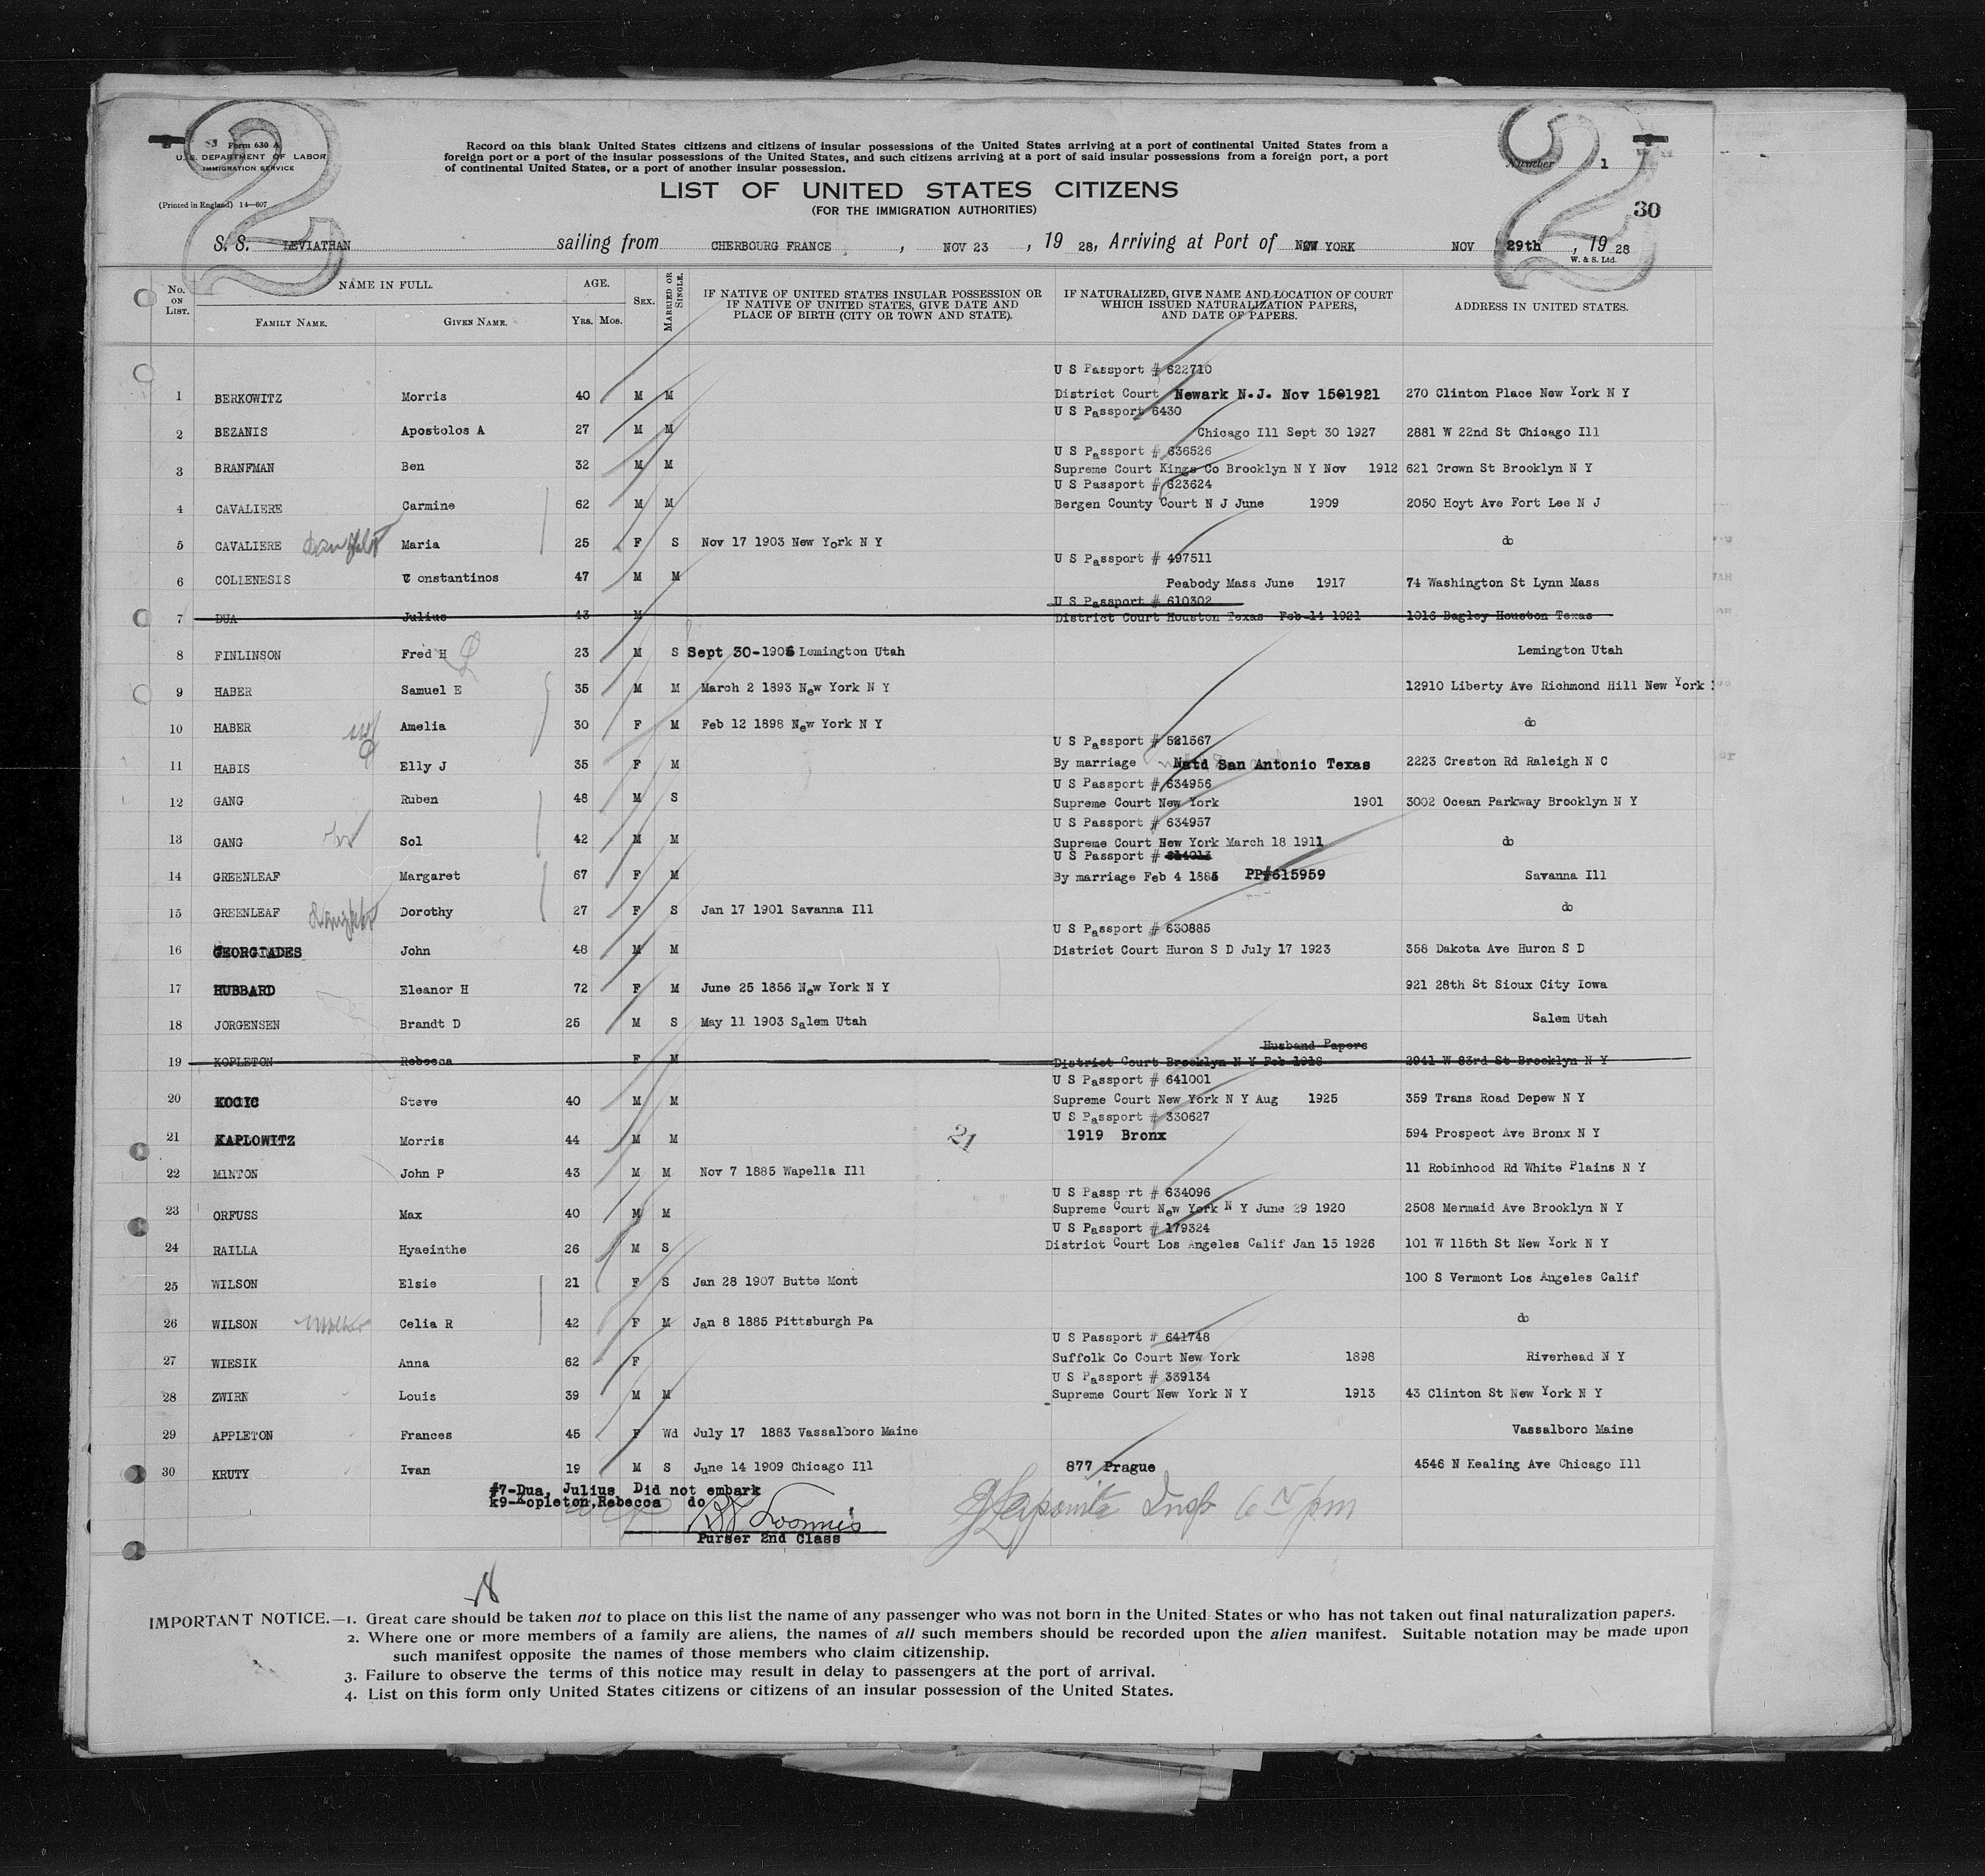 Form 630 A
U. S. DEPARTMENT OF LABOR
IMMIGRATION SERVICE
(Printed in England) 14—607
Record on this blank United States citizens and citizens of insular possessions of the United States arriving at a port of continental United States from a
foreign port or a port of the insular possessions of the United States, and such citizens arriving at a port of said insular possessions from a foreign port, a port
of continental United States, or a port of another insular possession.
LIST OF UNITED STATES CITIZENS
(FOR THE IMMIGRATION AUTHORITIES)
2
2
Number 1
30
S. S. LEVIATHAN sailing from CHERBOURG FRANCE, NOV 23, 19 28, Arriving at Port of NEW YORK NOV 29th, 19 28
W. & S. Ltd.
No. ON LIST. NAME IN FULL. AGE. SEX. MARRIED OR SINGLE. IF NATIVE OF UNITED STATES INSULAR POSSESSION OR IF NATIVE OF UNITED STATES, GIVE DATE AND PLACE OF BIRTH (CITY OR TOWN AND STATE). IF NATURALIZED, GIVE NAME AND LOCATION OF COURT WHICH ISSUED NATURALIZATION PAPERS, AND DATE OF PAPERS. ADDRESS IN UNITED STATES.
FAMILY NAME. GIVEN NAME. YRS. MOS.
U S Passport # 622710
1 BERKOWITZ Morris 40 M M District Court Newark N.J. Nov 15@1921 270 Clinton Place New York N Y
U S Passport 6430
2 BEZANIS Apostolos A 27 M M Chicago Ill Sept 30 1927 2881 W 22nd St Chicago Ill
U S Passport # 636526
3 BRANFMAN Ben 32 M M Supreme Court Kings Co Brooklyn N Y Nov 1912 621 Crown St Brooklyn N Y
U S Passport # 623624
4 CAVALIERE Carmine 62 M M Bergen County Court N J June 1909 2050 Hoyt Ave Fort Lee N J
5 CAVALIERE Daughter Maria 25 F S Nov 17 1903 New York N Y do
U S Passport # 497511
6 COLIENESIS Constantinos 47 M M Peabody Mass June 1917 74 Washington St Lynn Mass
U S Passport # 610302
7 DUA Julius 43 M District Court Houston Texas Feb 14 1921 1016 Bagley Houston Texas
8 FINLINSON Fred H 23 M S Sept 30-1905 Lemington Utah Lemington Utah
9 HABER Samuel E 35 M M March 2 1893 New York N Y 12910 Liberty Ave Richmond Hill New York
10 HABER Amelia 30 F M Feb 12 1898 New York N Y do
U S Passport # 521567
11 HABIS Elly J 35 F M By marriage Natd San Antonio Texas 2223 Creston Rd Raleigh N C
U S Passport # 634956
12 GANG Ruben 48 M S Supreme Court New York 1901 3002 Ocean Parkway Brooklyn N Y
U S Passport # 634957
13 GANG Sol 42 M M Supreme Court New York March 18 1911 do
U S Passport #
14 GREENLEAF Margaret 67 F M By marriage Feb 4 1885 PP#615959 Savanna Ill
15 GREENLEAF Daughter Dorothy 27 F S Jan 17 1901 Savanna Ill do
U S Passport # 630885
16 GEORGIADES John 48 M M District Court Huron S D July 17 1923 358 Dakota Ave Huron S D
17 HUBBARD Eleanor H 72 F M June 25 1856 New York N Y 921 28th St Sioux City Iowa
18 JORGENSEN Brandt D 25 M S May 11 1903 Salem Utah Salem Utah
Husband Papers
19 KOPLETON Rebecca F M District Court Brooklyn N Y Feb 1918 2941 W 83rd St Brooklyn N Y
U S Passport # 641001
20 KOCIC Steve 40 M M Supreme Court New York N Y Aug 1925 359 Trans Road Depew N Y
U S Passport # 330627
21 KAPLOWITZ Morris 44 M M 21 1919 Bronx 594 Prospect Ave Bronx N Y
22 MINTON John P 43 M M Nov 7 1885 Wapella Ill 11 Robinhood Rd White Plains N Y
U S Passport # 634096
23 ORFUSS Max 40 M M Supreme Court New York N Y June 29 1920 2508 Mermaid Ave Brooklyn N Y
U S Passport # 179324
24 RAILLA Hyaeinthe 26 M S District Court Los Angeles Calif Jan 15 1926 101 W 115th St New York N Y
25 WILSON Elsie 21 F S Jan 28 1907 Butte Mont 100 S Vermont Los Angeles Calif
26 WILSON Mother Celia R 42 F M Jan 8 1885 Pittsburgh Pa do
U S Passport # 641748
27 WIESIK Anna 62 F Suffolk Co Court New York 1898 Riverhead N Y
U S Passport # 339134
28 ZWIRN Louis 39 M M Supreme Court New York N Y 1913 43 Clinton St New York N Y
29 APPLETON Frances 45 F Wd July 17 1883 Vassalboro Maine Vassalboro Maine
30 KRUTY Ivan 19 M S June 14 1909 Chicago Ill 877 Prague 4546 N Kealing Ave Chicago Ill
#7-Dua, Julius Did not embark
k9-Kopleton,Rebecca do
Loomis
Purser 2nd Class
IMPORTANT NOTICE.—1. Great care should be taken not to place on this list the name of any passenger who was not born in the United States or who has not taken out final naturalization papers.
2. Where one or more members of a family are aliens, the names of all such members should be recorded upon the alien manifest. Suitable notation may be made upon
such manifest opposite the names of those members who claim citizenship.
3. Failure to observe the terms of this notice may result in delay to passengers at the port of arrival.
4. List on this form only United States citizens or citizens of an insular possession of the United States.